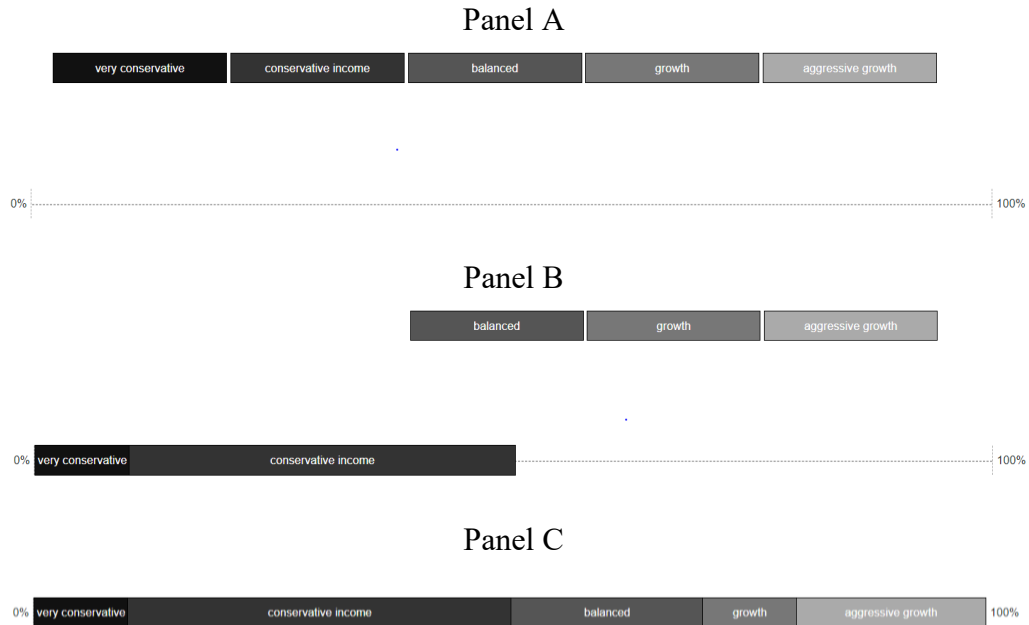 Panel A
very conservative conservative income balanced growth aggressive growth
0% 100%
Panel B
balanced growth aggressive growth
0% very conservative conservative income 100%
Panel C
0% very conservative conservative income balanced growth aggressive growth 100%